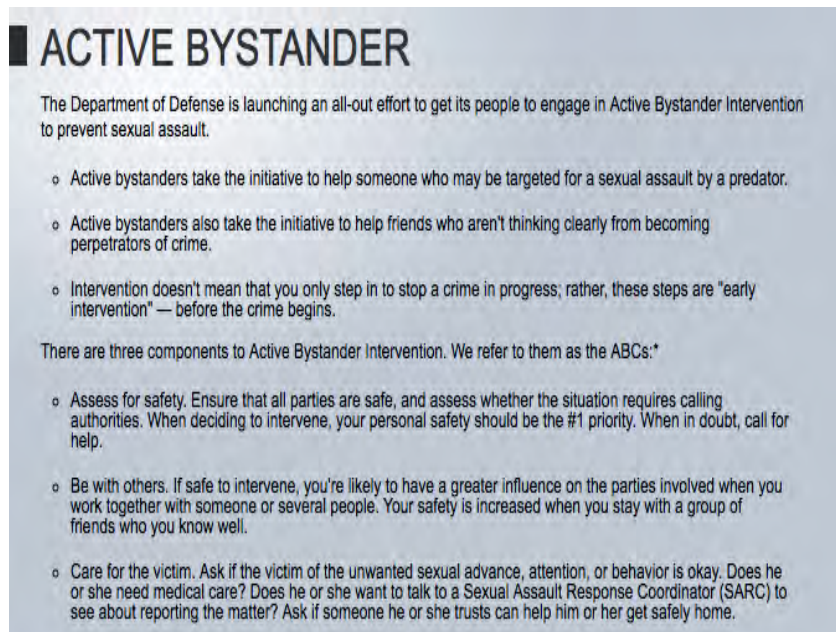 ACTIVE BYSTANDER
The Department of Defense is launching an all-out effort to get its people to engage in Active Bystander Intervention
to prevent sexual assault.
o Active bystanders take the initiative to help someone who may be targeted for a sexual assault by a predator.
o Active bystanders also take the initiative to help friends who aren't thinking clearly from becoming
perpetrators of crime.
o Intervention doesn't mean that you only step in to stop a crime in progress; rather, these steps are "early
intervention" — before the crime begins.
There are three components to Active Bystander Intervention. We refer to them as the ABCs:*
o Assess for safety. Ensure that all parties are safe, and assess whether the situation requires calling
authorities. When deciding to intervene, your personal safety should be the #1 priority. When in doubt, call for
help.
o Be with others. If safe to intervene, you're likely to have a greater influence on the parties involved when you
work together with someone or several people. Your safety is increased when you stay with a group of
friends who you know well.
o Care for the victim. Ask if the victim of the unwanted sexual advance, attention, or behavior is okay. Does he
or she need medical care? Does he or she want to talk to a Sexual Assault Response Coordinator (SARC) to
see about reporting the matter? Ask if someone he or she trusts can help him or her get safely home.